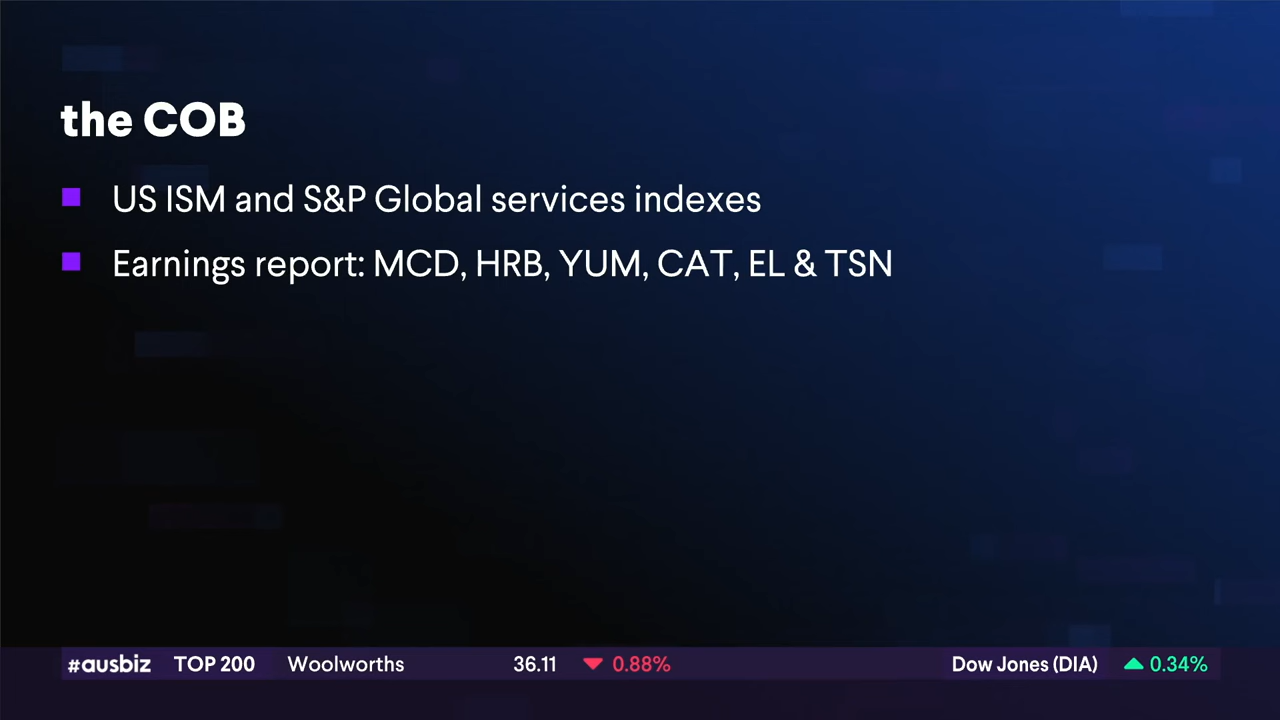 the COB
US ISM and S&P Global services indexes
Earnings report: MCD, HRB, YUM, CAT, EL & TSN
#ausbiz TOP 200 Woolworths 36.11 ▼ 0.88% Dow Jones (DIA) ▲ 0.34%